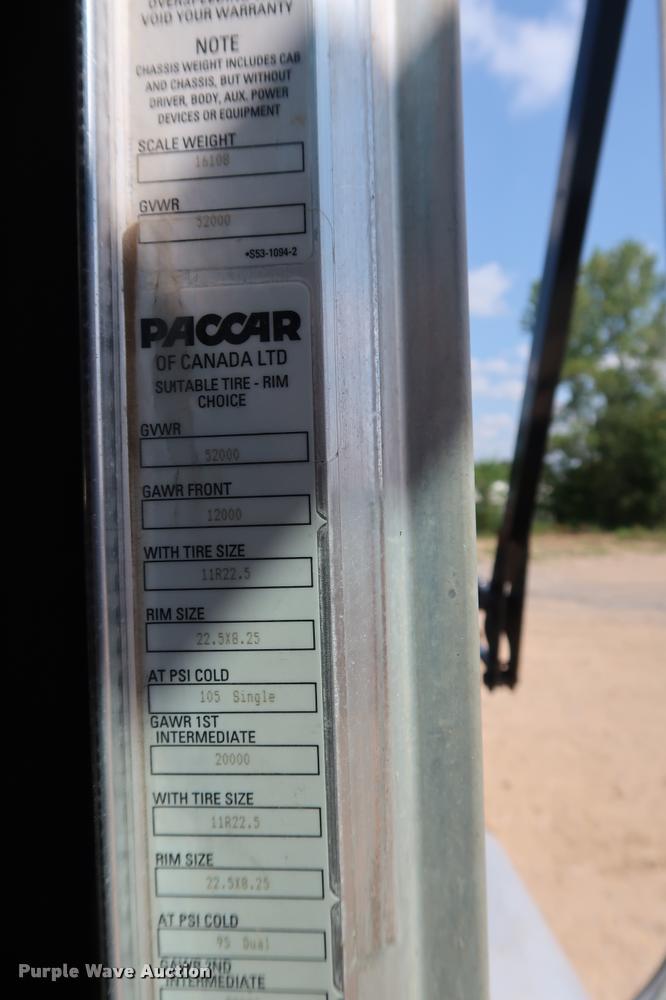 VOID YOUR WARRANTY
NOTE
CHASSIS WEIGHT INCLUDES CAB
AND CHASSIS, BUT WITHOUT
DRIVER, BODY, AUX. POWER
DEVICES OR EQUIPMENT
SCALE WEIGHT
16108
GVWR
52000
*S53-1094-2
PACCAR
OF CANADA LTD
SUITABLE TIRE - RIM
CHOICE
GVWR
52000
GAWR FRONT
12000
WITH TIRE SIZE
11R22.5
RIM SIZE
22.5X8.25
AT PSI COLD
105 Single
GAWR 1ST
INTERMEDIATE
20000
WITH TIRE SIZE
11R22.5
RIM SIZE
22.5X8.25
AT PSI COLD
95 Dual
GAWR 2ND
INTERMEDIATE
Purple Wave Auction